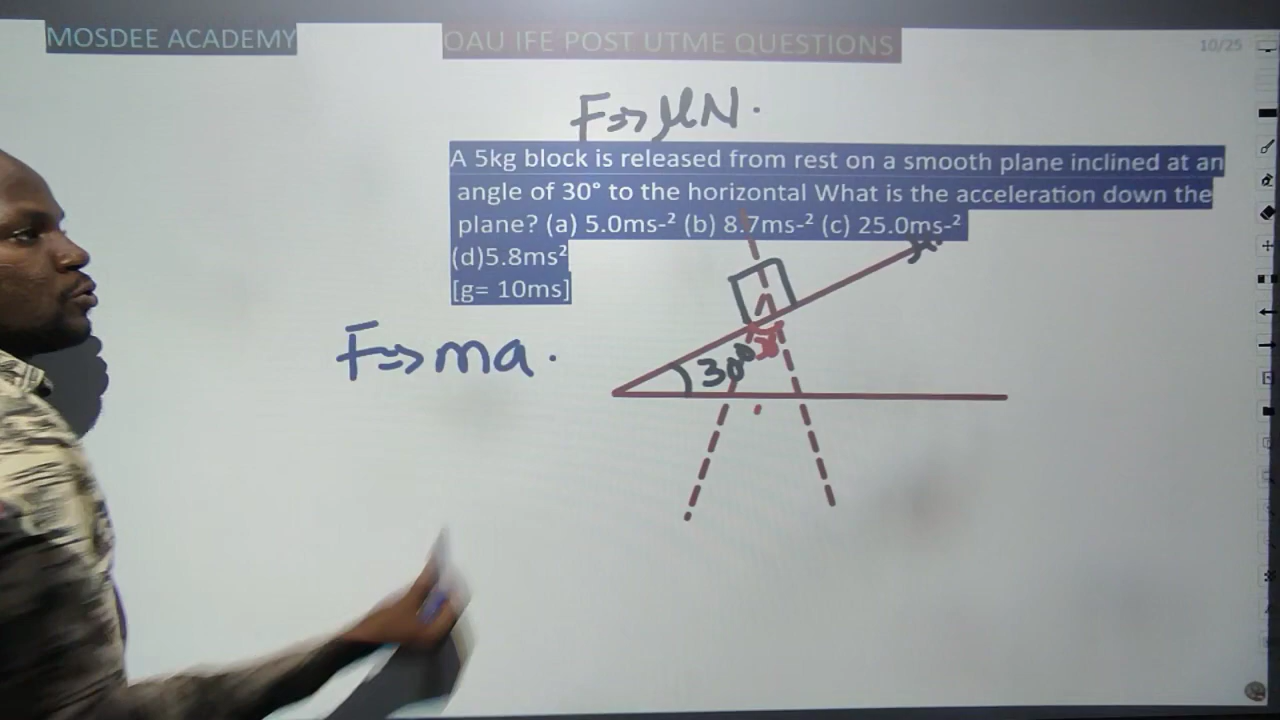 MOSDEE ACADEMY
OAU IFE POST UTME QUESTIONS
10/25
F=>μN.
A 5kg block is released from rest on a smooth plane inclined at an
angle of 30° to the horizontal What is the acceleration down the
plane? (a) 5.0ms-² (b) 8.7ms-² (c) 25.0ms-²
(d)5.8ms²
[g= 10ms]
F=>ma.
30°